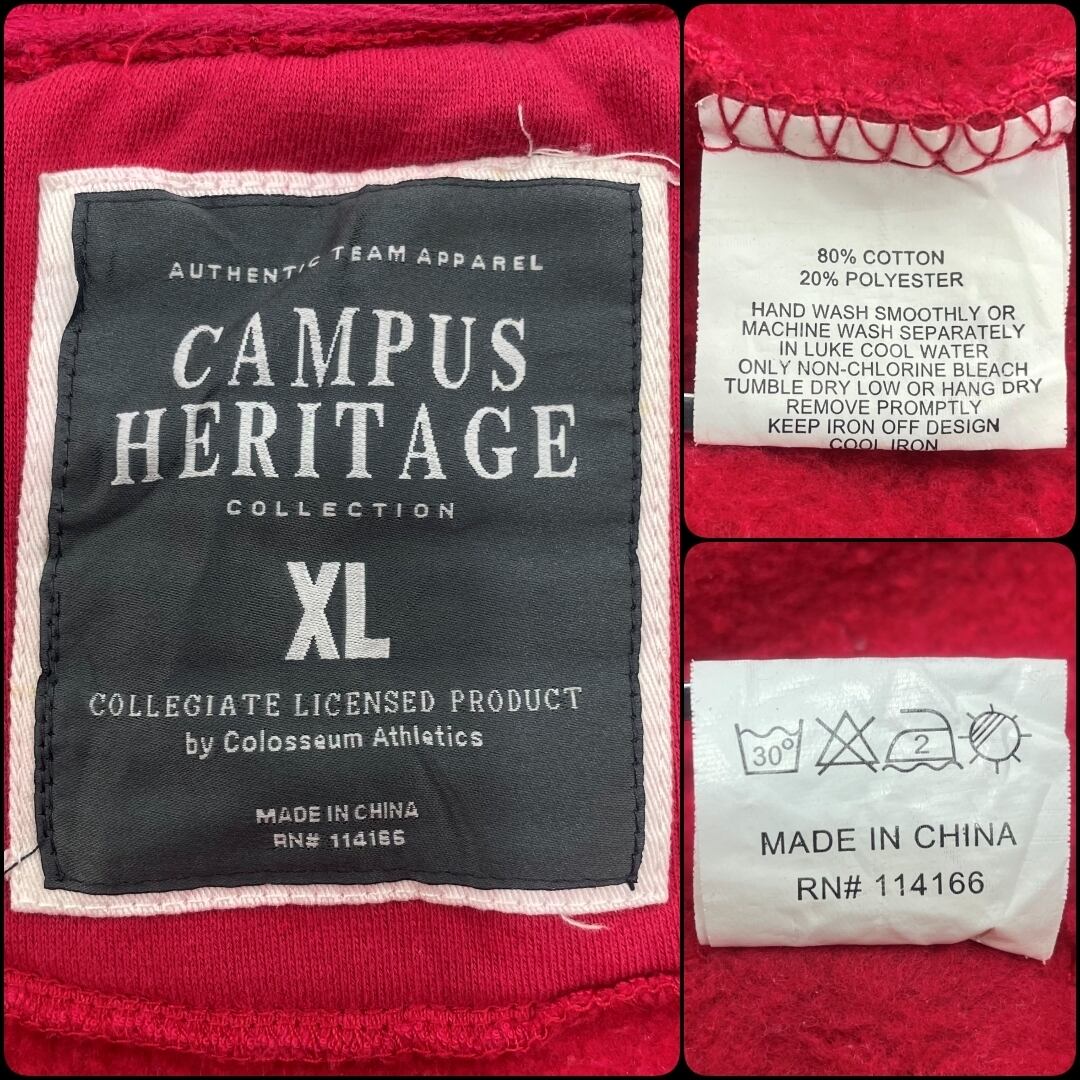 AUTHENTIC TEAM APPAREL
CAMPUS
HERITAGE
COLLECTION
XL
COLLEGIATE LICENSED PRODUCT
by Colosseum Athletics
MADE IN CHINA
RN# 114166
80% COTTON
20% POLYESTER
HAND WASH SMOOTHLY OR
MACHINE WASH SEPARATELY
IN LUKE COOL WATER
ONLY NON-CHLORINE BLEACH
TUMBLE DRY LOW OR HANG DRY
REMOVE PROMPTLY
KEEP IRON OFF DESIGN
COOL IRON
30° 2
MADE IN CHINA
RN# 114166